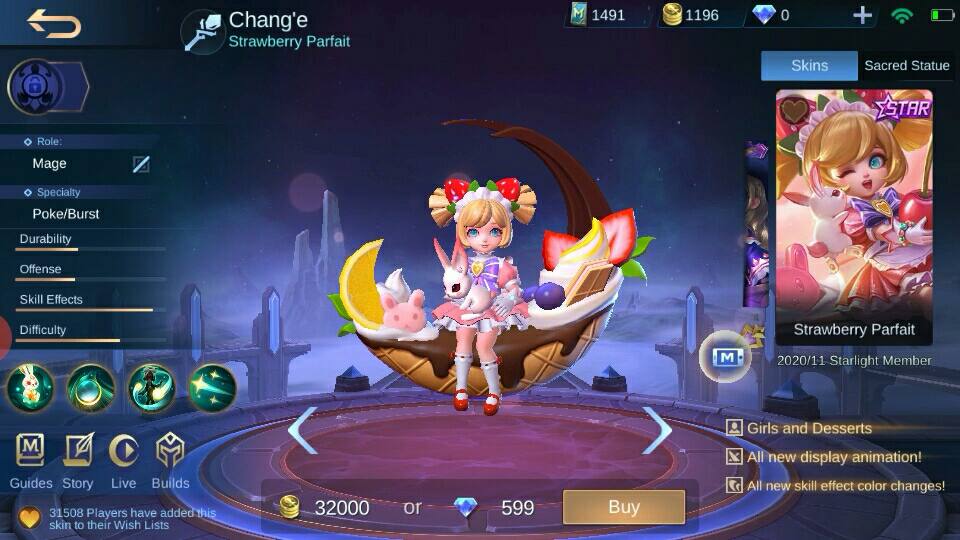 Chang'e
Strawberry Parfait
1491
1196
0
Skins
Sacred Statue
Role:
Mage
Specialty
Poke/Burst
Durability
Offense
Skill Effects
Difficulty
STAR
Strawberry Parfait
2020/11 Starlight Member
M
M
Guides
Story
Live
Builds
Girls and Desserts
All new display animation!
All new skill effect color changes!
31508 Players have added this
skin to their Wish Lists
32000
or
599
Buy